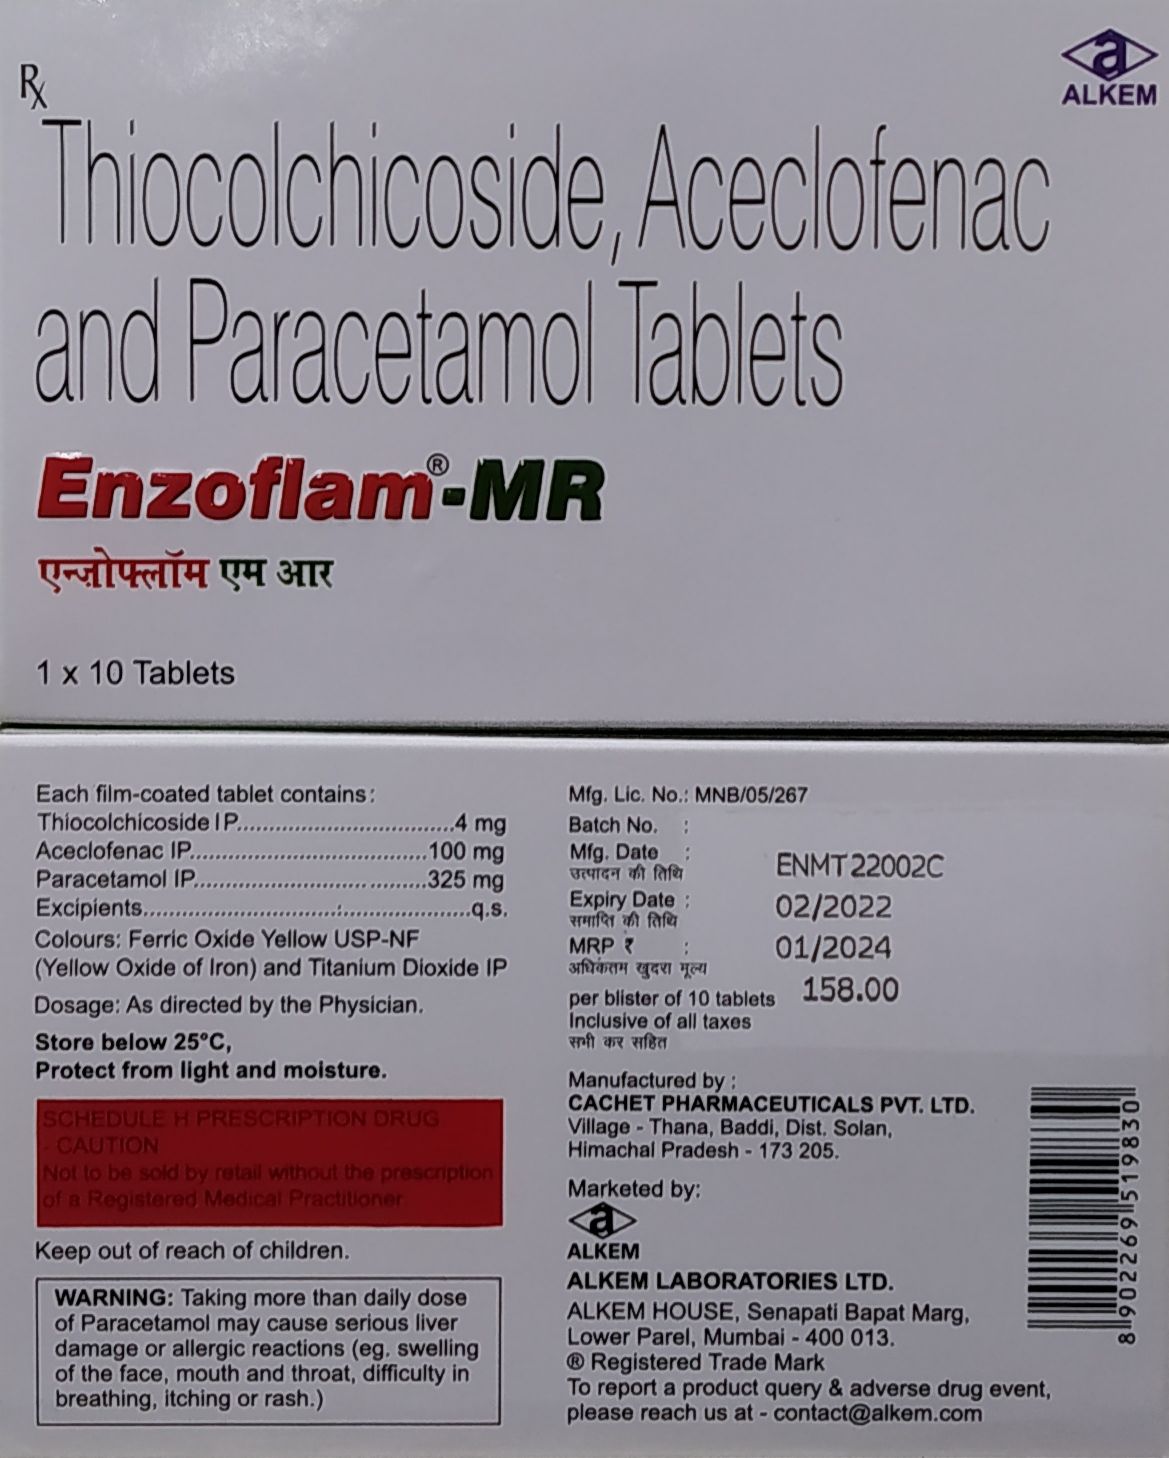 Rx
ALKEM
Thiocolchicoside, Aceclofenac
and Paracetamol Tablets
Enzoflam®-MR
एन्ज़ोफ्लॉम एम आर
1 x 10 Tablets
Each film-coated tablet contains:
Thiocolchicoside IP................................4 mg
Aceclofenac IP...................................100 mg
Paracetamol IP...................................325 mg
Excipients................................................q.s.
Colours: Ferric Oxide Yellow USP-NF
(Yellow Oxide of Iron) and Titanium Dioxide IP
Dosage: As directed by the Physician.
Store below 25°C,
Protect from light and moisture.
SCHEDULE H PRESCRIPTION DRUG
- CAUTION
Not to be sold by retail without the prescription
of a Registered Medical Practitioner
Keep out of reach of children.
WARNING: Taking more than daily dose
of Paracetamol may cause serious liver
damage or allergic reactions (eg. swelling
of the face, mouth and throat, difficulty in
breathing, itching or rash.)
Mfg. Lic. No.: MNB/05/267
Batch No. :
Mfg. Date :
उत्पादन की तिथि
Expiry Date :
समाप्ति की तिथि
MRP ₹ :
अधिकतम खुदरा मूल्य
per blister of 10 tablets
Inclusive of all taxes
सभी कर सहित
ENMT22002C
02/2022
01/2024
158.00
Manufactured by :
CACHET PHARMACEUTICALS PVT. LTD.
Village - Thana, Baddi, Dist. Solan,
Himachal Pradesh - 173 205.
Marketed by:
ALKEM
ALKEM LABORATORIES LTD.
ALKEM HOUSE, Senapati Bapat Marg,
Lower Parel, Mumbai - 400 013.
® Registered Trade Mark
To report a product query & adverse drug event,
please reach us at - contact@alkem.com
8 902269 519830